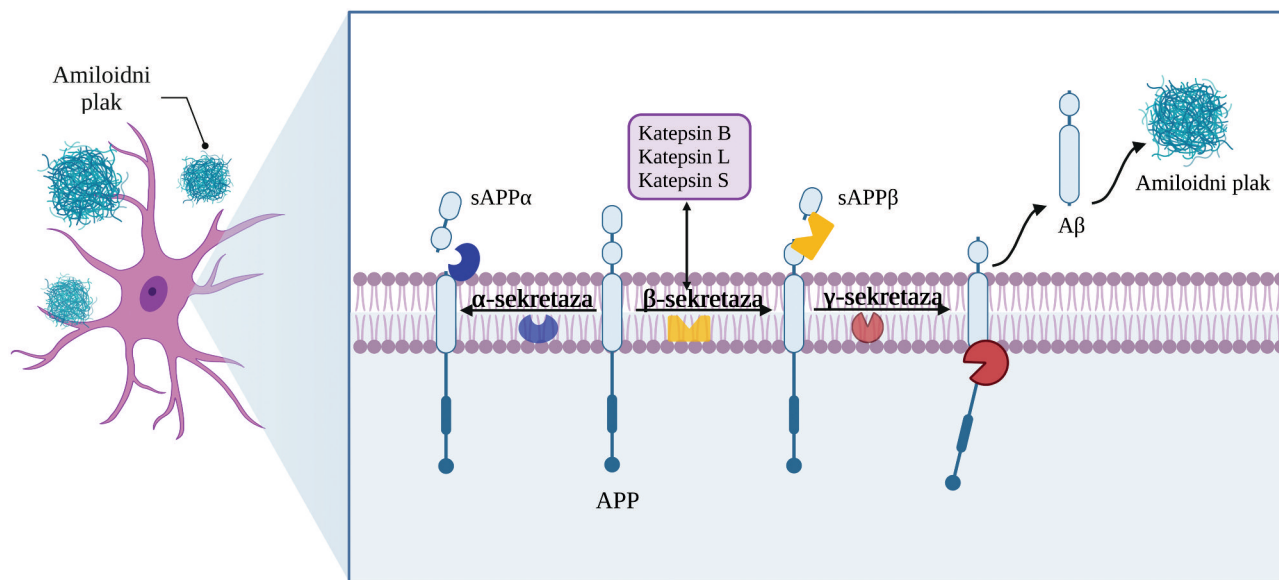 Amiloidni
plak
Katepsin B
Katepsin L
Katepsin S
sAPPα
sAPPβ
Aβ
Amiloidni plak
α-sekretaza
β-sekretaza
γ-sekretaza
APP